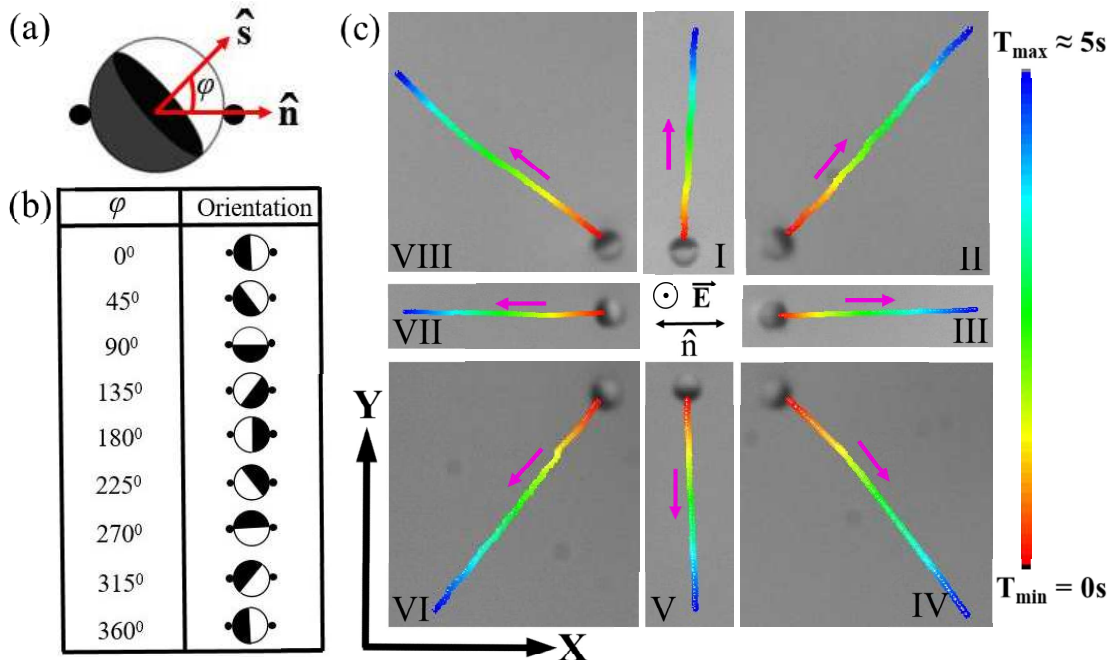 (a)
ŝ
φ
n̂
(b)
φ Orientation
0⁰
45⁰
90⁰
135⁰
180⁰
225⁰
270⁰
315⁰
360⁰
(c)
VIII
I
II
VII
E⃗
n̂
III
VI
V
IV
Y
X
Tmax ≈ 5s
Tmin = 0s